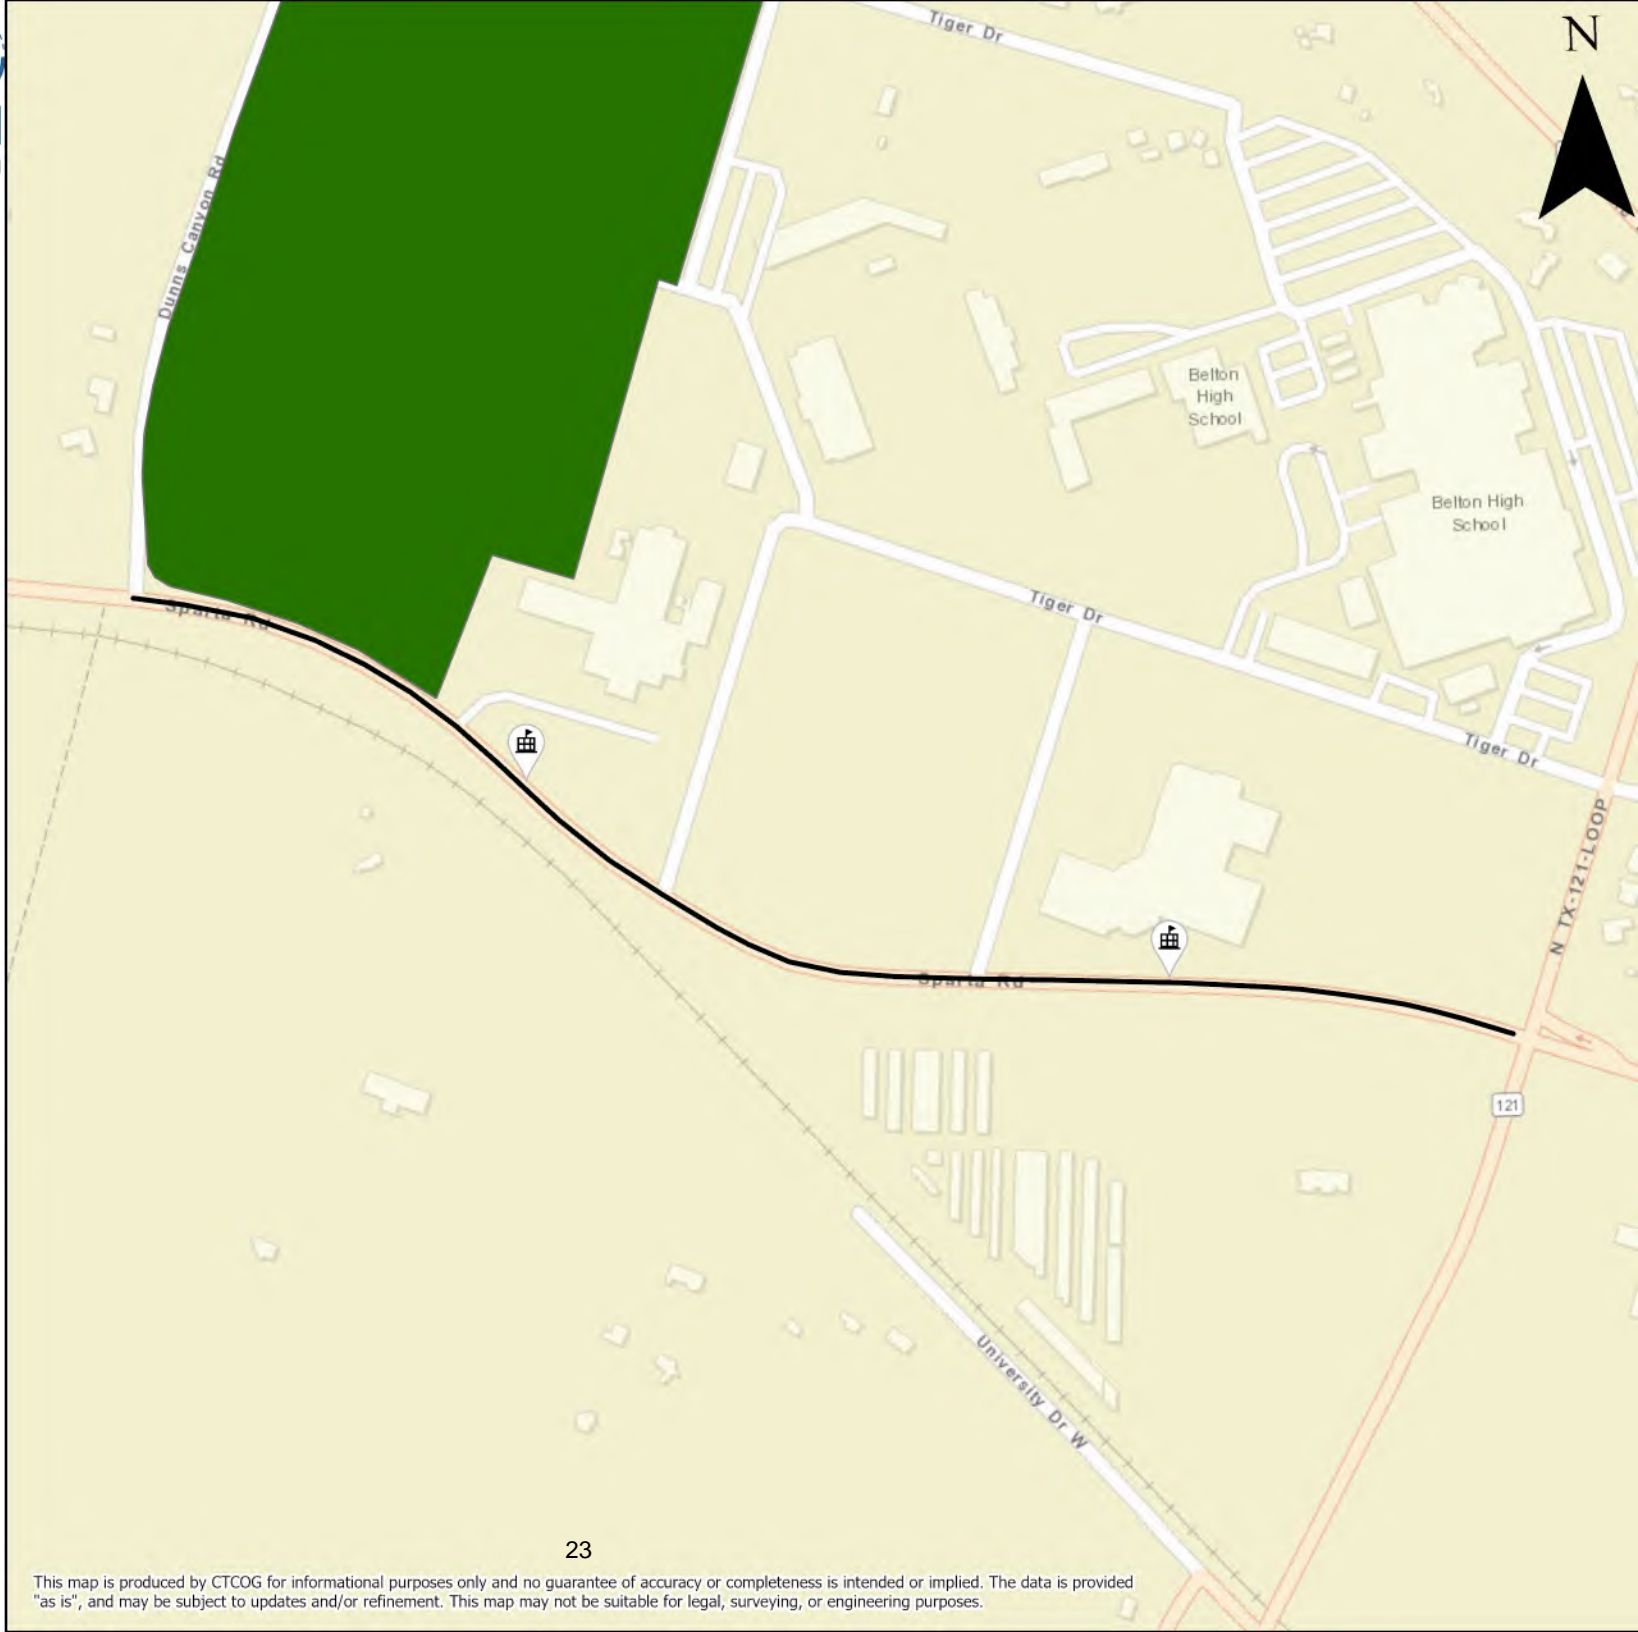 Tiger Dr
N
Dunns Canyon Rd
Belton
High
School
Belton High
School
Sparta Rd
Tiger Dr
Tiger Dr
N TX-121-LOOP
Sparta Rd
121
University Dr W
23
This map is produced by CTCOG for informational purposes only and no guarantee of accuracy or completeness is intended or implied. The data is provided
"as is", and may be subject to updates and/or refinement. This map may not be suitable for legal, surveying, or engineering purposes.